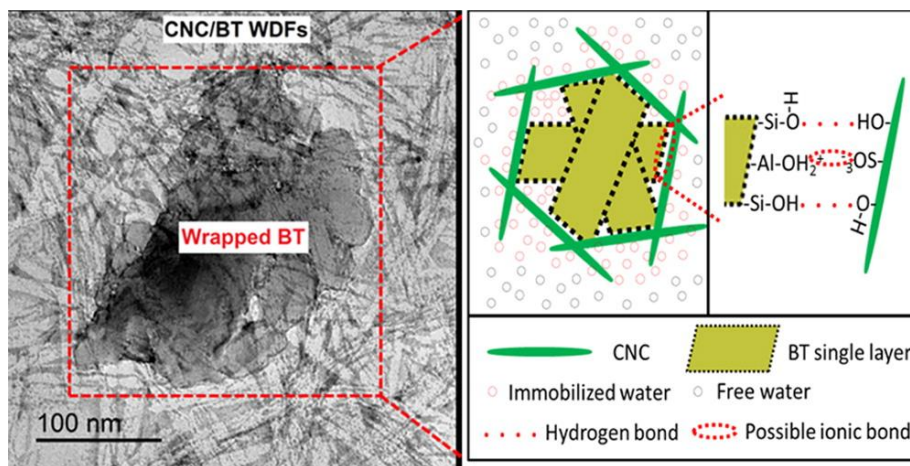 CNC/BT WDFs
Wrapped BT
100 nm
H
-Si-O HO-
-Al-OH₂⁺ ⁻₃OS-
-Si-OH O-
H
CNC BT single layer
Immobilized water Free water
Hydrogen bond Possible ionic bond